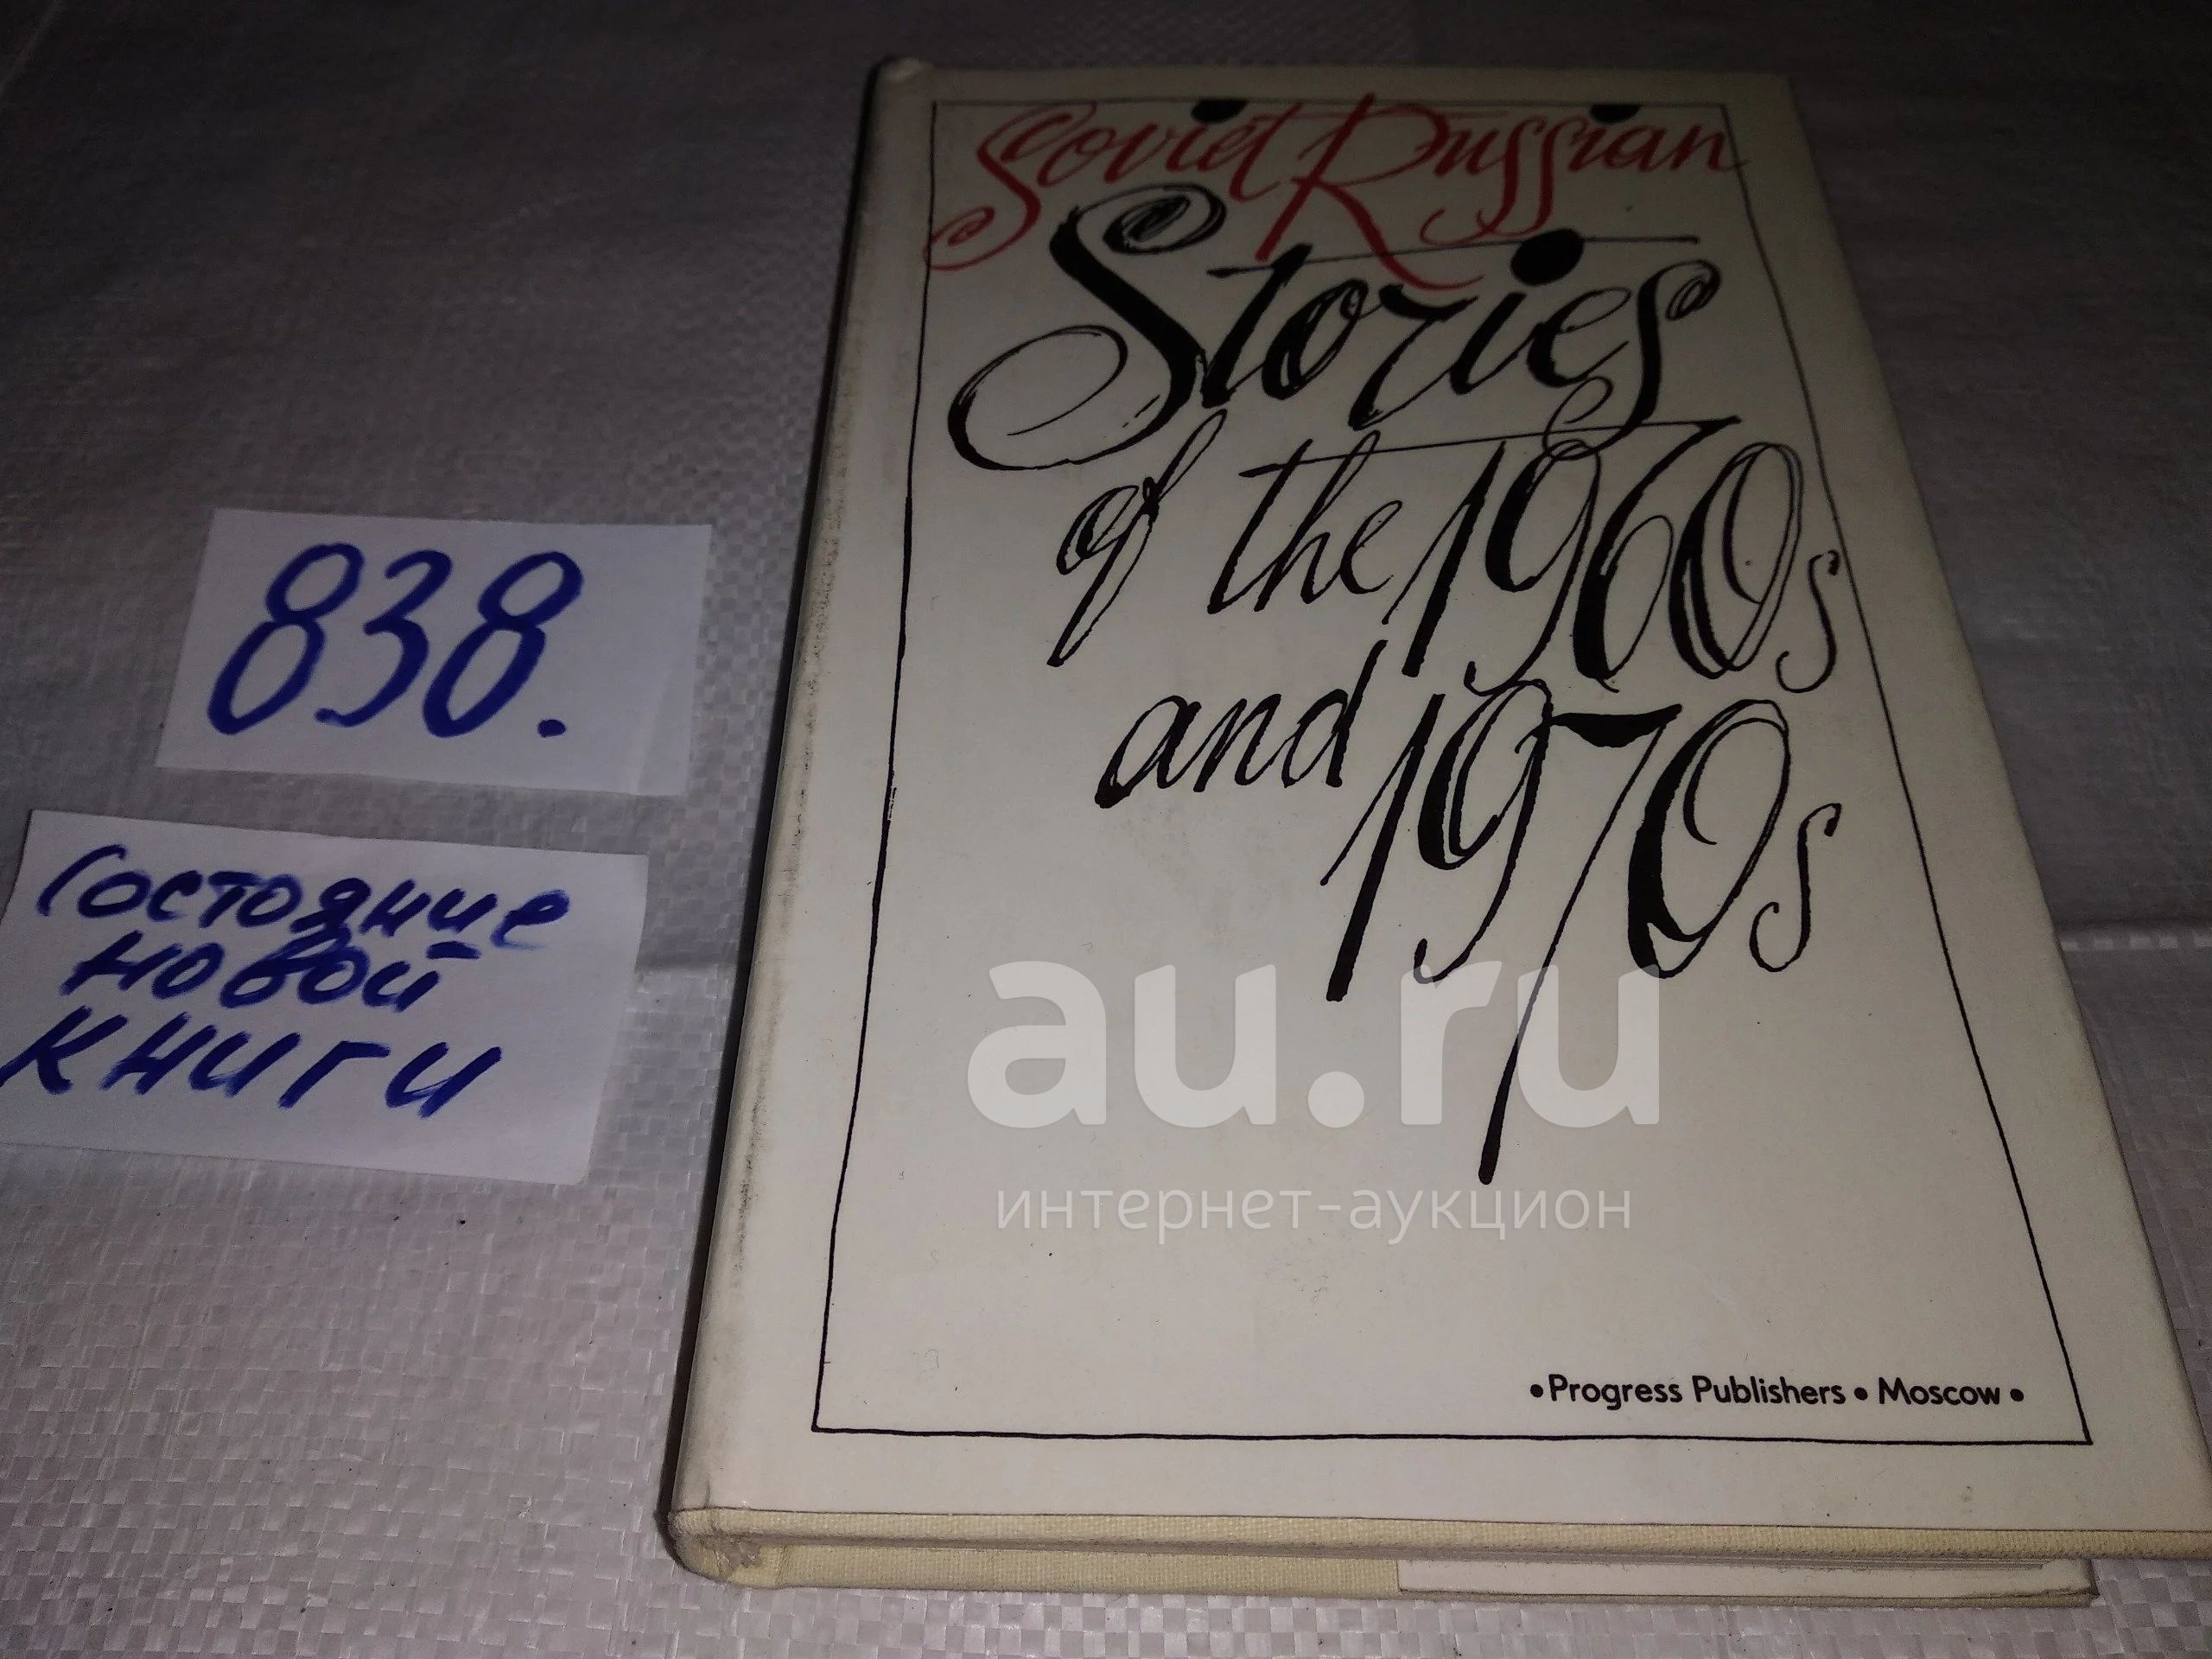 Soviet Russian
Stories
of the 1960s
and 1970s
•Progress Publishers • Moscow •
838.
Состояние
новой
книги
au.ru
интернет-аукцион